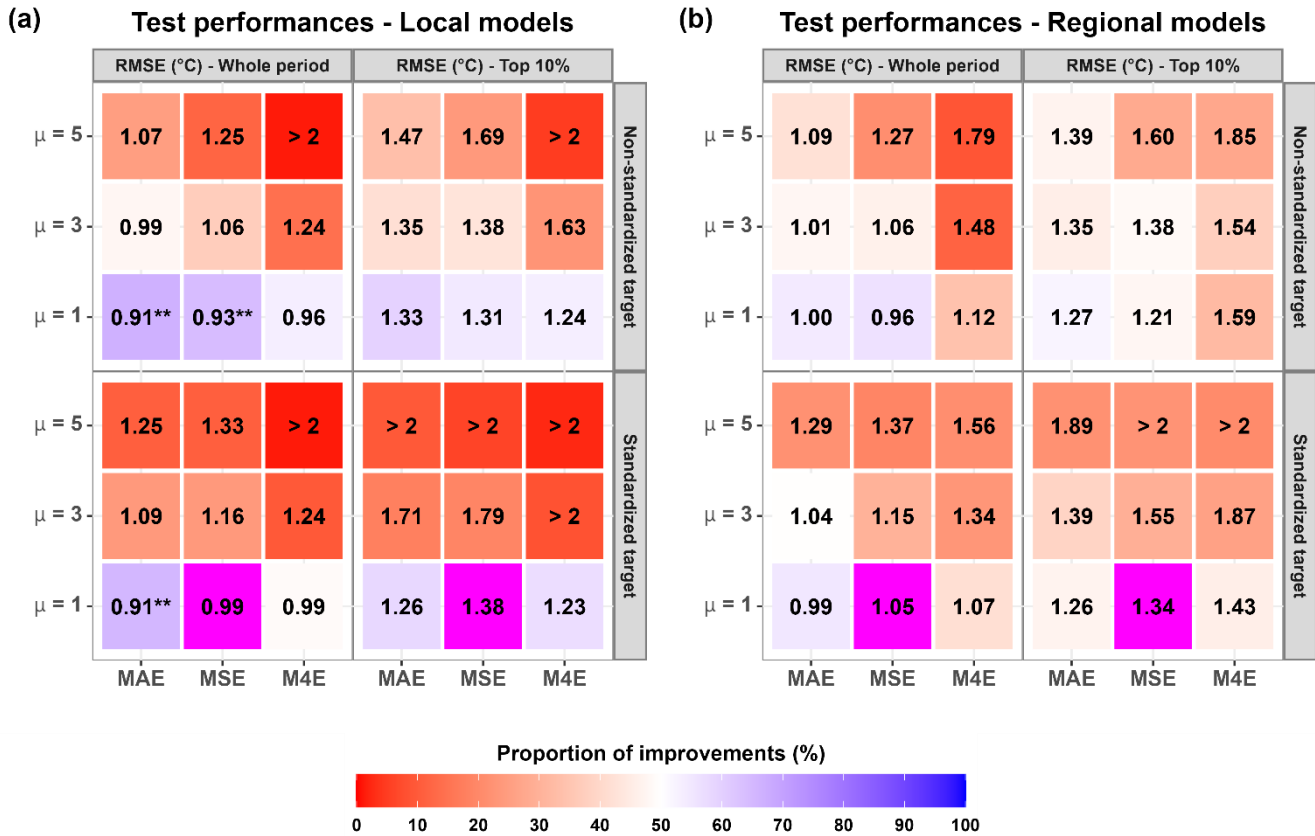 (a) Test performances - Local models
RMSE (°C) - Whole period RMSE (°C) - Top 10%
μ = 5 1.07 1.25 > 2 1.47 1.69 > 2
μ = 3 0.99 1.06 1.24 1.35 1.38 1.63
μ = 1 0.91** 0.93** 0.96 1.33 1.31 1.24
Non-standardized target
μ = 5 1.25 1.33 > 2 > 2 > 2 > 2
μ = 3 1.09 1.16 1.24 1.71 1.79 > 2
μ = 1 0.91** 0.99 0.99 1.26 1.38 1.23
Standardized target
MAE MSE M4E MAE MSE M4E
(b) Test performances - Regional models
RMSE (°C) - Whole period RMSE (°C) - Top 10%
μ = 5 1.09 1.27 1.79 1.39 1.60 1.85
μ = 3 1.01 1.06 1.48 1.35 1.38 1.54
μ = 1 1.00 0.96 1.12 1.27 1.21 1.59
Non-standardized target
μ = 5 1.29 1.37 1.56 1.89 > 2 > 2
μ = 3 1.04 1.15 1.34 1.39 1.55 1.87
μ = 1 0.99 1.05 1.07 1.26 1.34 1.43
Standardized target
MAE MSE M4E MAE MSE M4E
Proportion of improvements (%)
0 10 20 30 40 50 60 70 80 90 100